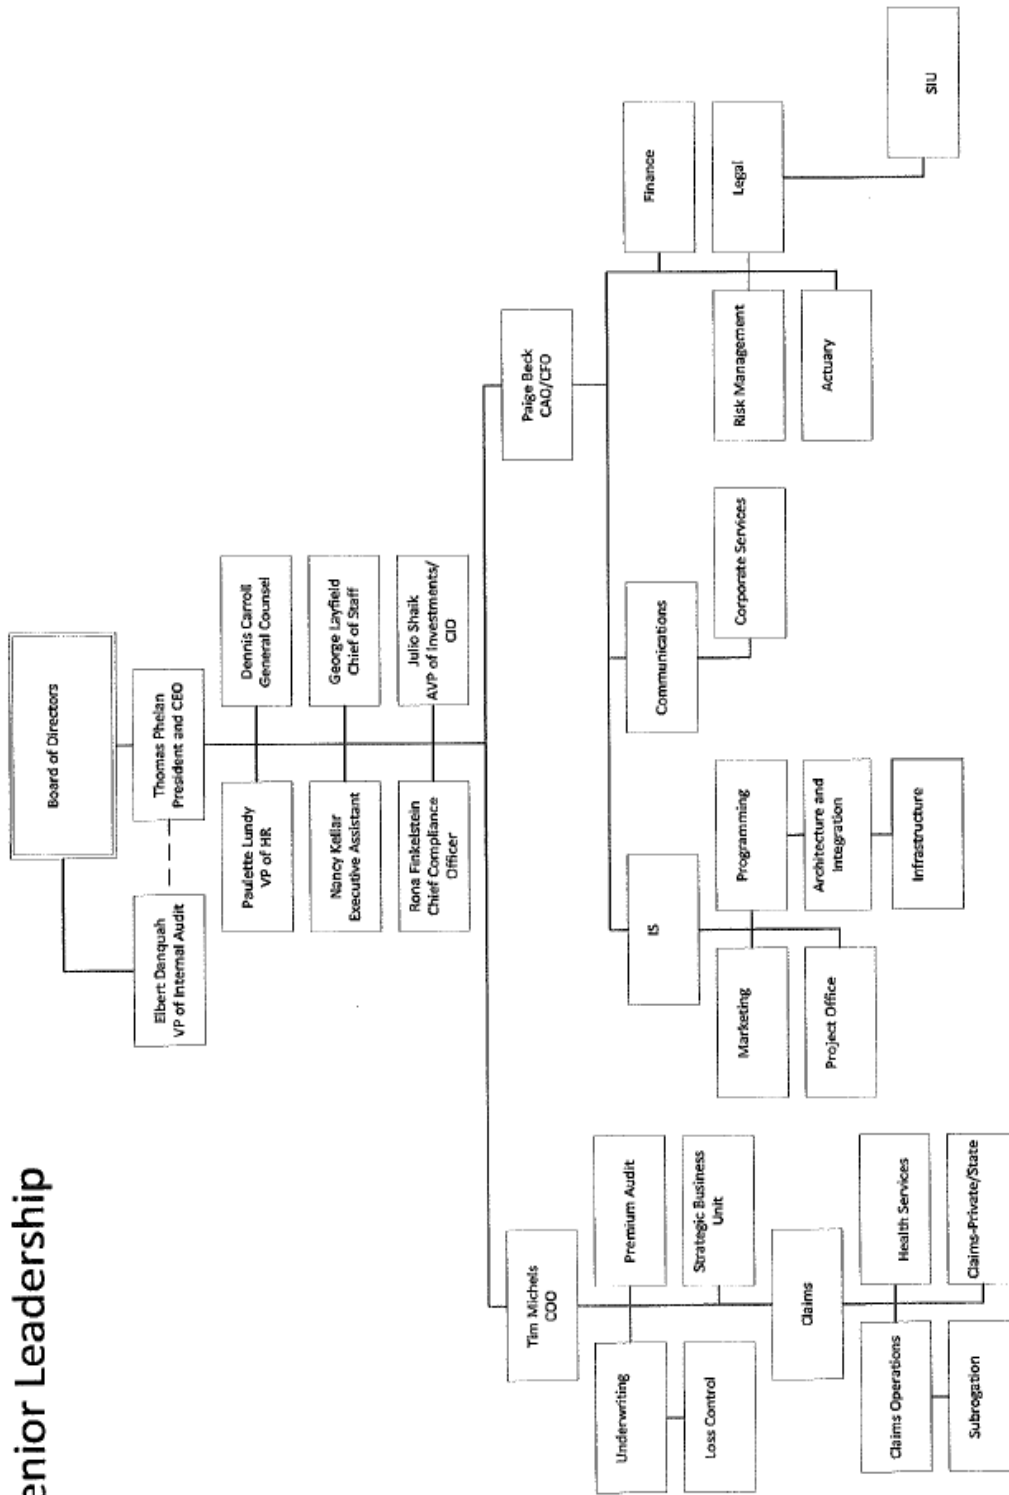 enior Leadership
Board of Directors
Elbert Danquah
VP of Internal Audit
Thomas Phelan
President and CEO
Paulette Lundy
VP of HR
Dennis Carroll
General Counsel
Nancy Kellar
Executive Assistant
George Layfield
Chief of Staff
Rona Finkelstein
Chief Compliance
Officer
Julio Shaik
AVP of Investments/
CIO
Tim Michels
COO
Paige Beck
CAO/CFO
Underwriting
Premium Audit
Loss Control
Strategic Business
Unit
Claims
Claims Operations
Health Services
Subrogation
Claims-Private/State
IS
Marketing
Programming
Project Office
Architecture and
Integration
Infrastructure
Communications
Corporate Services
Finance
Risk Management
Legal
Actuary
SIU